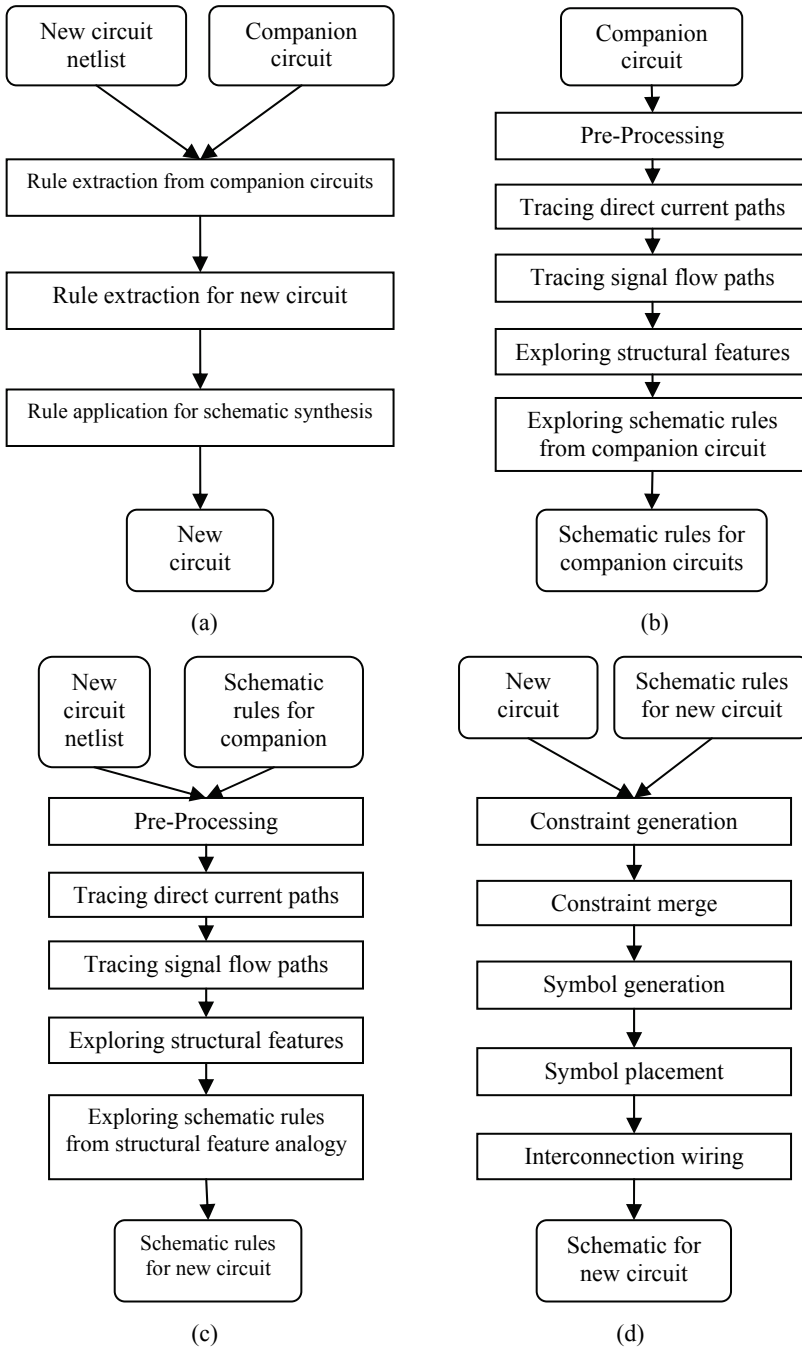 New circuit
netlist
Companion
circuit
Rule extraction from companion circuits
Rule extraction for new circuit
Rule application for schematic synthesis
New
circuit
(a)
Companion
circuit
Pre-Processing
Tracing direct current paths
Tracing signal flow paths
Exploring structural features
Exploring schematic rules
from companion circuit
Schematic rules for
companion circuits
(b)
New
circuit
netlist
Schematic
rules for
companion
Pre-Processing
Tracing direct current paths
Tracing signal flow paths
Exploring structural features
Exploring schematic rules
from structural feature analogy
Schematic rules
for new circuit
(c)
New
circuit
Schematic rules
for new circuit
Constraint generation
Constraint merge
Symbol generation
Symbol placement
Interconnection wiring
Schematic for
new circuit
(d)